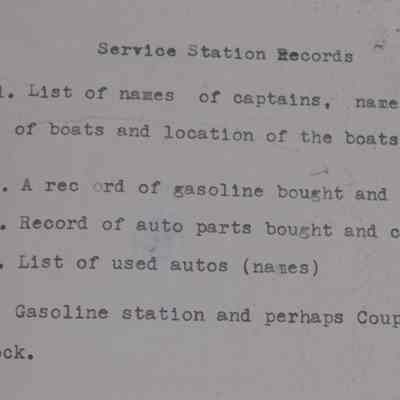 Service Station Records
1. List of names of captains, name
of boats and location of the boats
. A rec ord of gasoline bought and
. Record of auto parts bought and c
. List of used autos (names)
Gasoline station and perhaps Coup
ock.